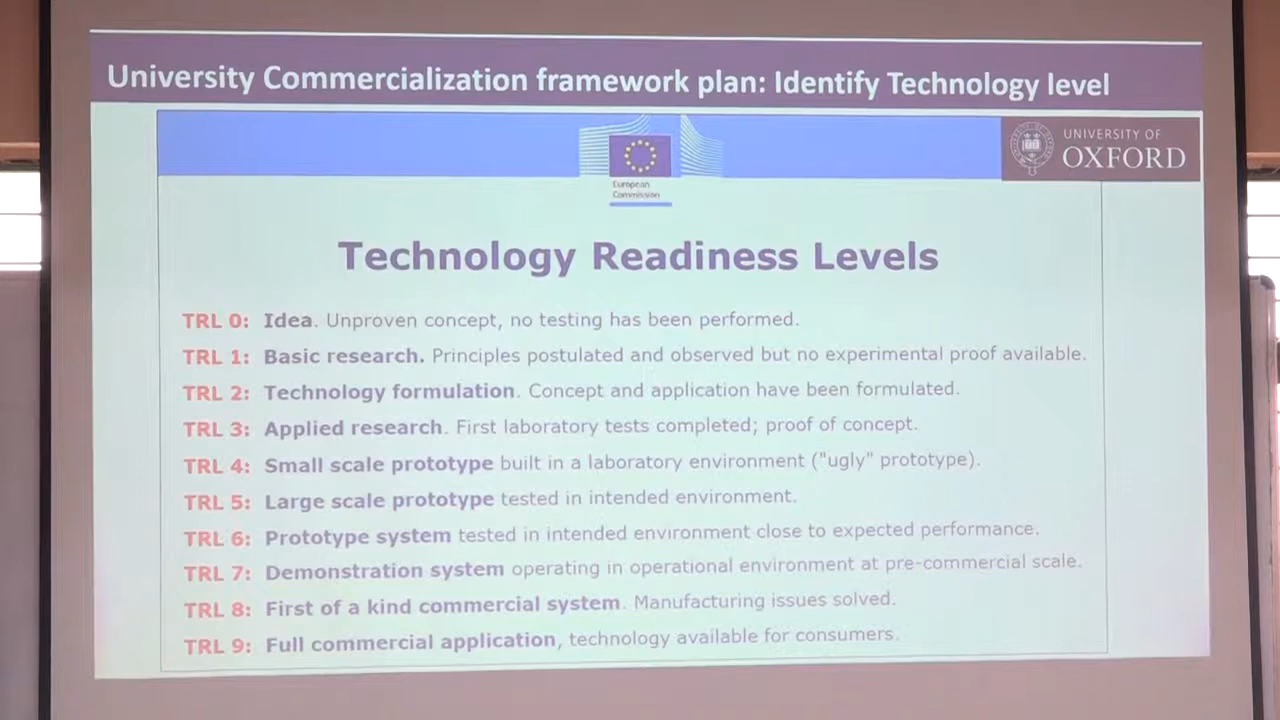 University Commercialization framework plan: Identify Technology level
European
Commission
UNIVERSITY OF
OXFORD
Technology Readiness Levels
TRL 0: Idea. Unproven concept, no testing has been performed.
TRL 1: Basic research. Principles postulated and observed but no experimental proof available.
TRL 2: Technology formulation. Concept and application have been formulated.
TRL 3: Applied research. First laboratory tests completed; proof of concept.
TRL 4: Small scale prototype built in a laboratory environment ("ugly" prototype).
TRL 5: Large scale prototype tested in intended environment.
TRL 6: Prototype system tested in intended environment close to expected performance.
TRL 7: Demonstration system operating in operational environment at pre-commercial scale.
TRL 8: First of a kind commercial system. Manufacturing issues solved.
TRL 9: Full commercial application, technology available for consumers.